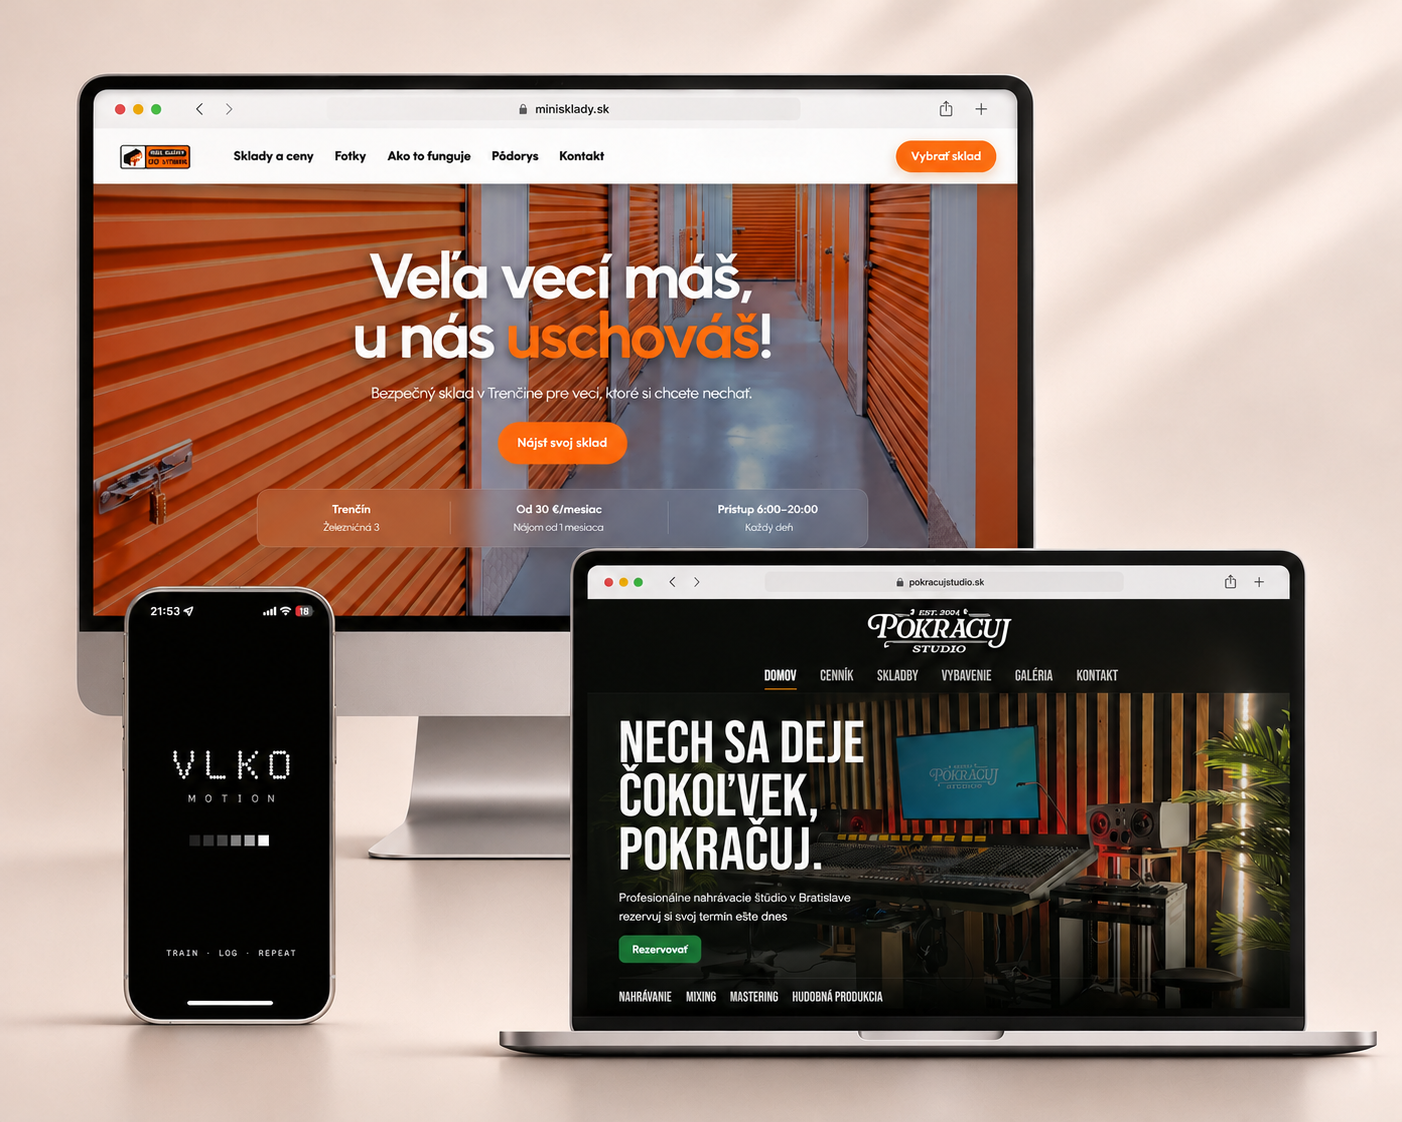 minisklady.sk
Sklady a ceny
Fotky
Ako to funguje
Pôdorys
Kontakt
Vybrať sklad
Veľa vecí máš,
u nás uschováš!
Bezpečný sklad v Trenčíne pre veci, ktoré si chcete nechať.
Nájsť svoj sklad
Trenčín
Železničná 3
Od 30 €/mesiac
Nájom od 1 mesiaca
Prístup 6:00–20:00
Každý deň
21:53
18
VLKO
MOTION
TRAIN · LOG · REPEAT
pokracujstudio.sk
EST. 2004
POKRACUJ
STUDIO
DOMOV
CENNÍK
SKLADBY
VYBAVENIE
GALÉRIA
KONTAKT
NECH SA DEJE
ČOKOĽVEK,
POKRAČUJ.
POKRACUJ
Profesionálne nahrávacie štúdio v Bratislave
rezervuj si svoj termín ešte dnes
Rezervovať
NAHRÁVANIE
MIXING
MASTERING
HUDOBNÁ PRODUKCIA